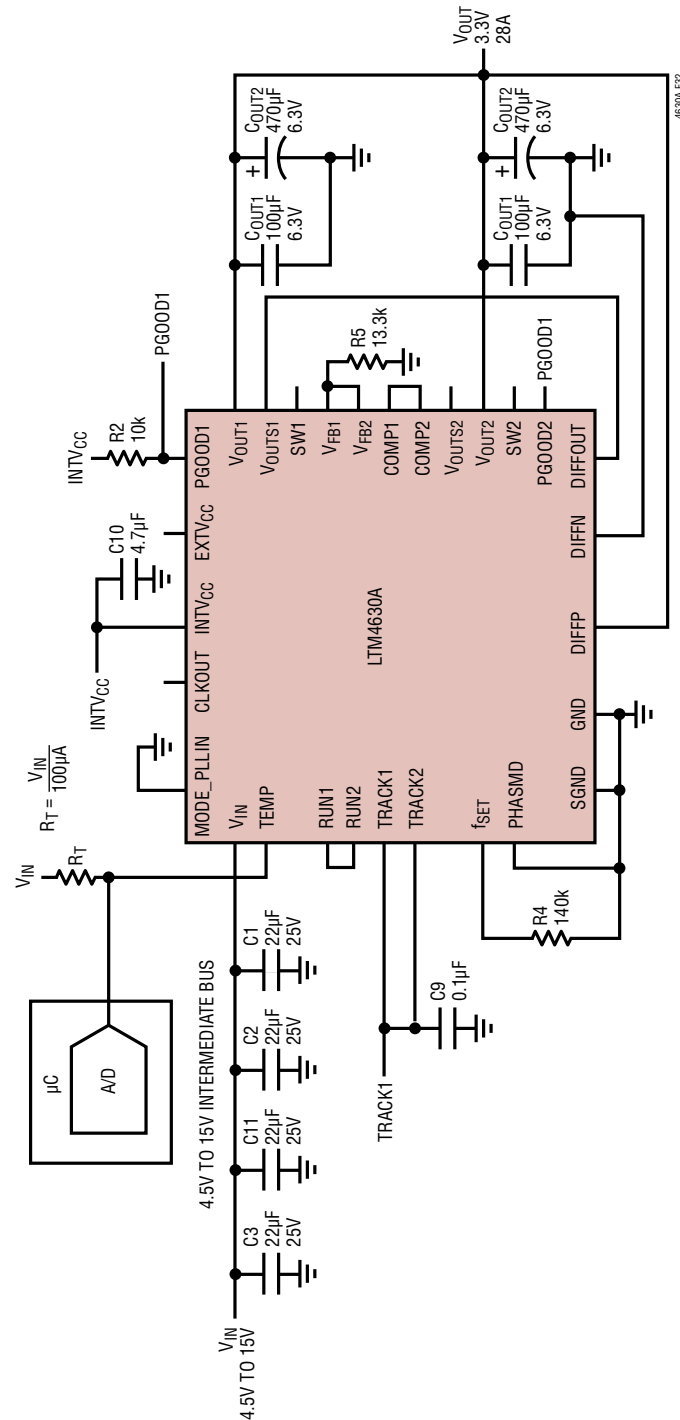 µC
A/D
VIN
RT
RT = VIN
100µA
VIN
4.5V TO 15V
4.5V TO 15V INTERMEDIATE BUS
C3
22µF
25V
C11
22µF
25V
C2
22µF
25V
C1
22µF
25V
INTVCC
C10
4.7µF
INTVCC
R2
10k
PGOOD1
MODE_PLLIN
CLKOUT
INTVCC
EXTVCC
PGOOD1
VIN
TEMP
RUN1
RUN2
TRACK1
TRACK2
fSET
PHASMD
LTM4630A
VOUT1
VOUTS1
SW1
VFB1
VFB2
COMP1
COMP2
VOUTS2
VOUT2
SW2
PGOOD2
SGND
GND
DIFFP
DIFFN
DIFFOUT
TRACK1
C9
0.1µF
R4
140k
R5
13.3k
PGOOD1
COUT1
100µF
6.3V
+
COUT2
470µF
6.3V
COUT1
100µF
6.3V
+
COUT2
470µF
6.3V
VOUT
3.3V
28A
4630A F32